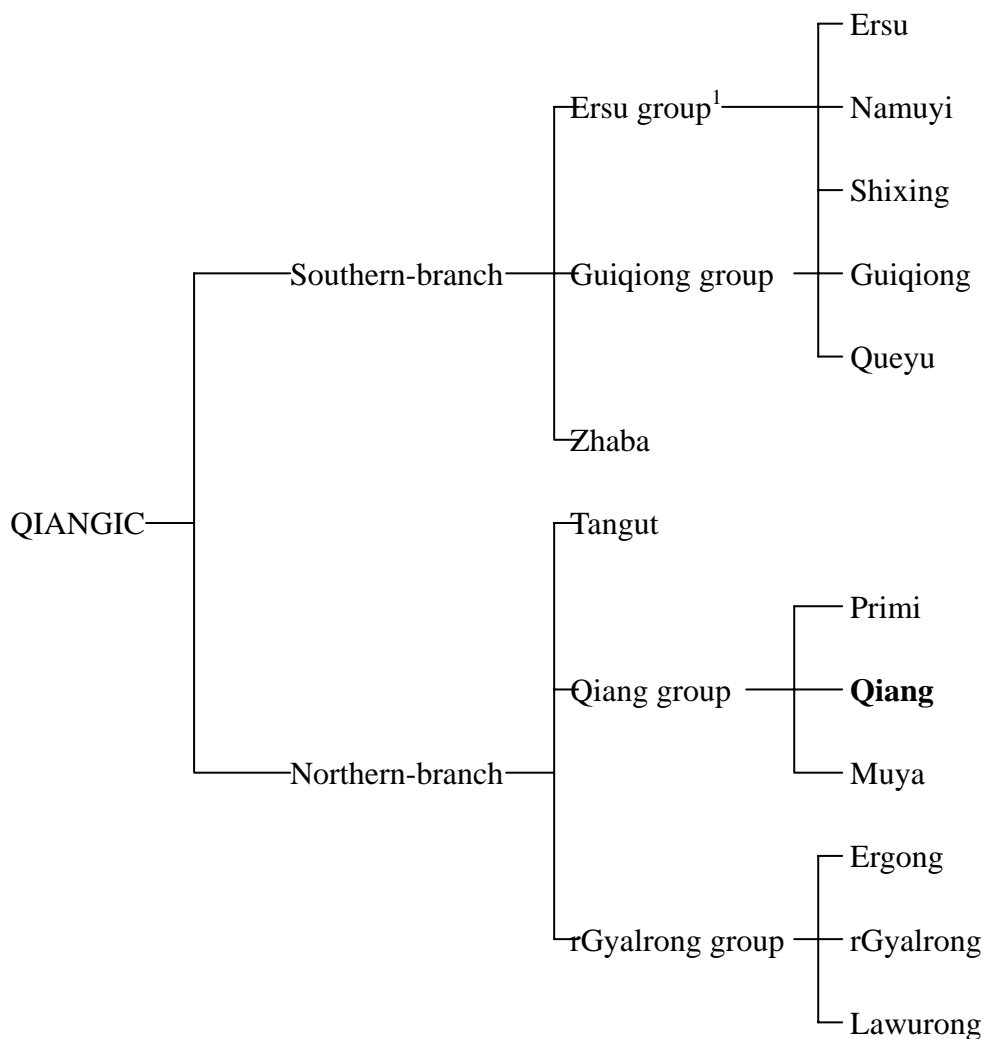 Ersu
Ersu group¹
Namuyi
Shixing
Southern-branch
Guiqiong group
Guiqiong
Queyu
Zhaba
QIANGIC
Tangut
Primi
Qiang group
Qiang
Northern-branch
Muya
Ergong
rGyalrong group
rGyalrong
Lawurong